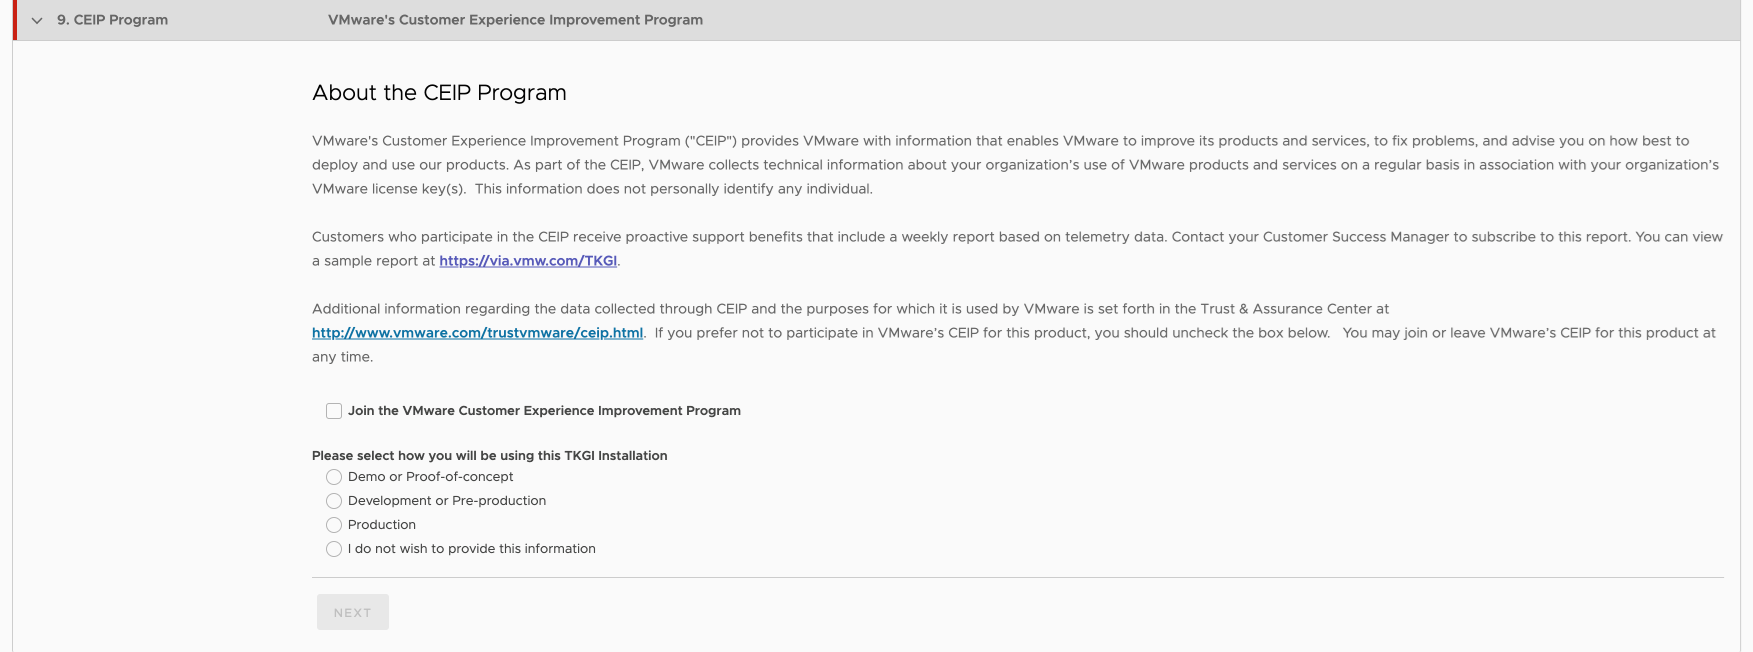 9. CEIP Program VMware's Customer Experience Improvement Program
About the CEIP Program
VMware's Customer Experience Improvement Program ("CEIP") provides VMware with information that enables VMware to improve its products and services, to fix problems, and advise you on how best to
deploy and use our products. As part of the CEIP, VMware collects technical information about your organization's use of VMware products and services on a regular basis in association with your organization's
VMware license key(s).  This information does not personally identify any individual.
Customers who participate in the CEIP receive proactive support benefits that include a weekly report based on telemetry data. Contact your Customer Success Manager to subscribe to this report. You can view
a sample report at https://via.vmw.com/TKGI.
Additional information regarding the data collected through CEIP and the purposes for which it is used by VMware is set forth in the Trust & Assurance Center at
http://www.vmware.com/trustvmware/ceip.html.  If you prefer not to participate in VMware's CEIP for this product, you should uncheck the box below.   You may join or leave VMware's CEIP for this product at
any time.
Join the VMware Customer Experience Improvement Program
Please select how you will be using this TKGI Installation
Demo or Proof-of-concept
Development or Pre-production
Production
I do not wish to provide this information
NEXT